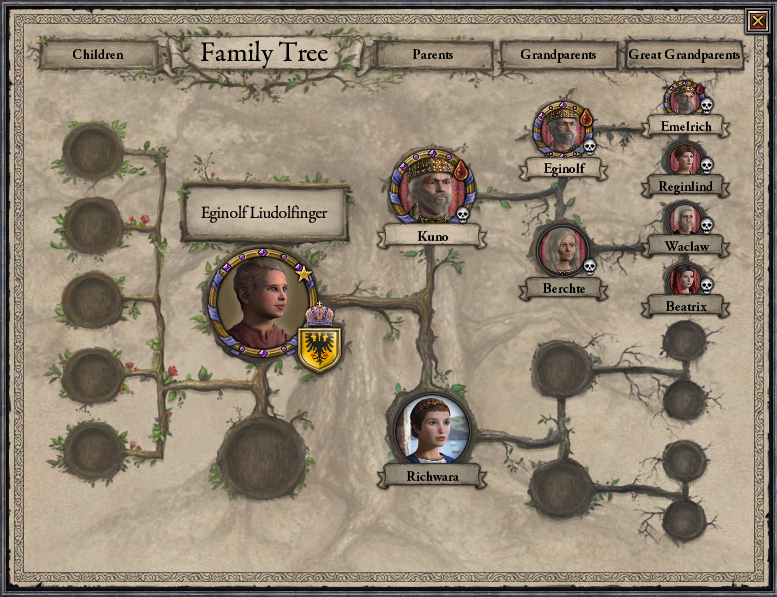 Children
Family Tree
Parents
Grandparents
Great Grandparents
Eginolf Liudolfinger
Kuno
Richwara
Eginolf
Berchte
Emelrich
Reginlind
Waclaw
Beatrix